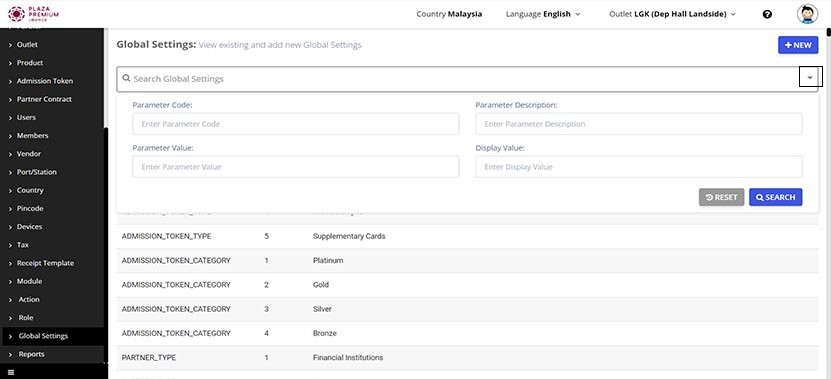 PLAZA
PREMIUM
LOUNGE
Country Malaysia
Language English
Outlet LGK (Dep Hall Landside)
Outlet
Product
Admission Token
Partner Contract
Users
Members
Vendor
Port/Station
Country
Pincode
Devices
Tax
Receipt Template
Module
Action
Role
Global Settings
Reports
Global Settings: View existing and add new Global Settings
+ NEW
Search Global Settings
Parameter Code:
Enter Parameter Code
Parameter Description:
Enter Parameter Description
Parameter Value:
Enter Parameter Value
Display Value:
Enter Display Value
RESET
SEARCH
ADMISSION_TOKEN_TYPE 5 Supplementary Cards
ADMISSION_TOKEN_CATEGORY 1 Platinum
ADMISSION_TOKEN_CATEGORY 2 Gold
ADMISSION_TOKEN_CATEGORY 3 Silver
ADMISSION_TOKEN_CATEGORY 4 Bronze
PARTNER_TYPE 1 Financial Institutions